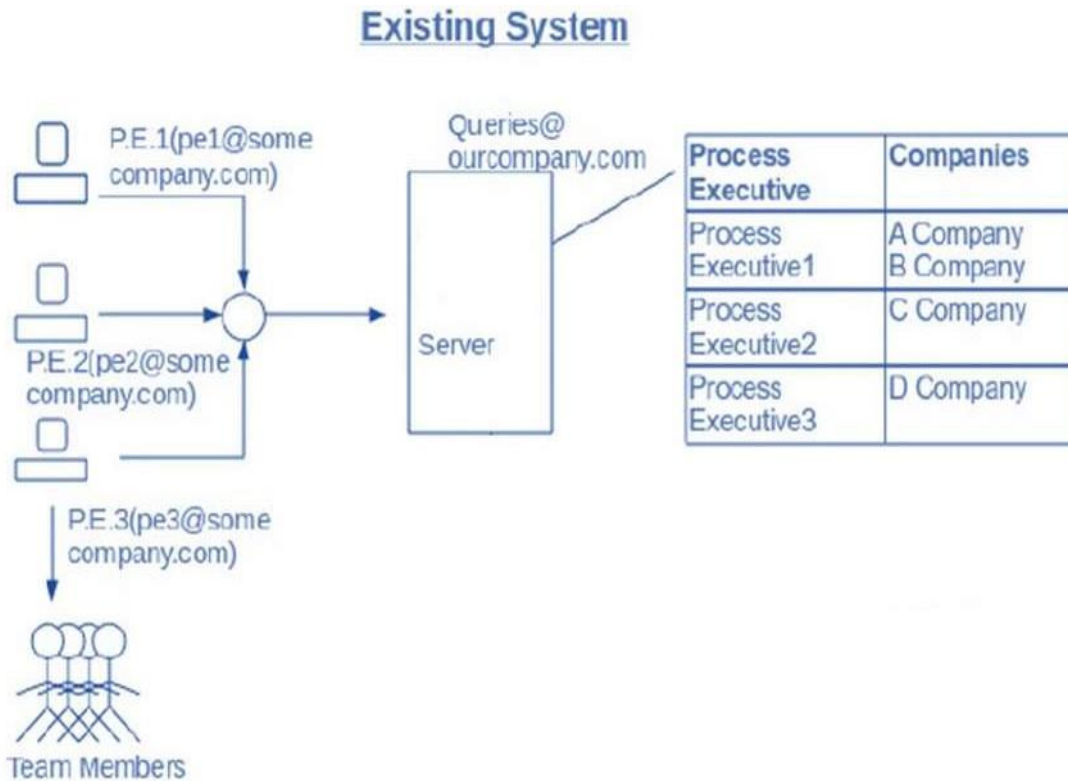 Existing System
P.E.1(pe1@some
company.com)
Queries@
ourcompany.com
P.E.2(pe2@some
company.com)
Server
P.E.3(pe3@some
company.com)
Team Members
Process
Executive
Companies
Process
Executive1
A Company
B Company
Process
Executive2
C Company
Process
Executive3
D Company